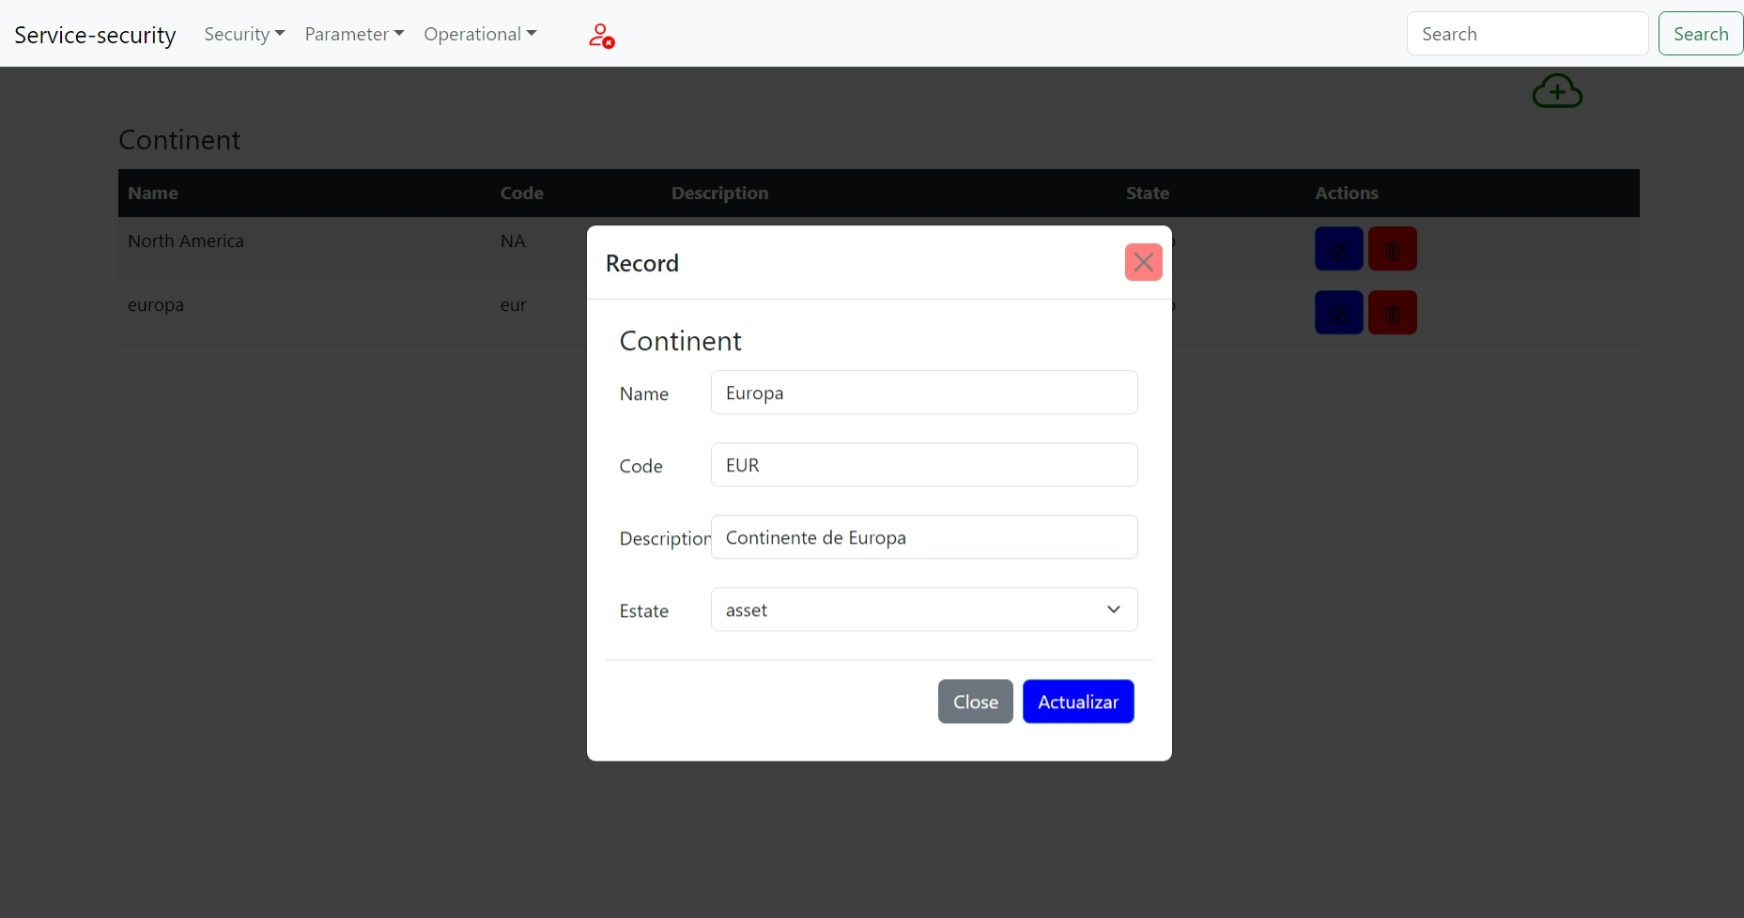 Service-security Security Parameter Operational Search Search
Continent
Name Code Description State Actions
North America NA
europa eur
Record
Continent
Name Europa
Code EUR
Description Continente de Europa
Estate asset
Close Actualizar